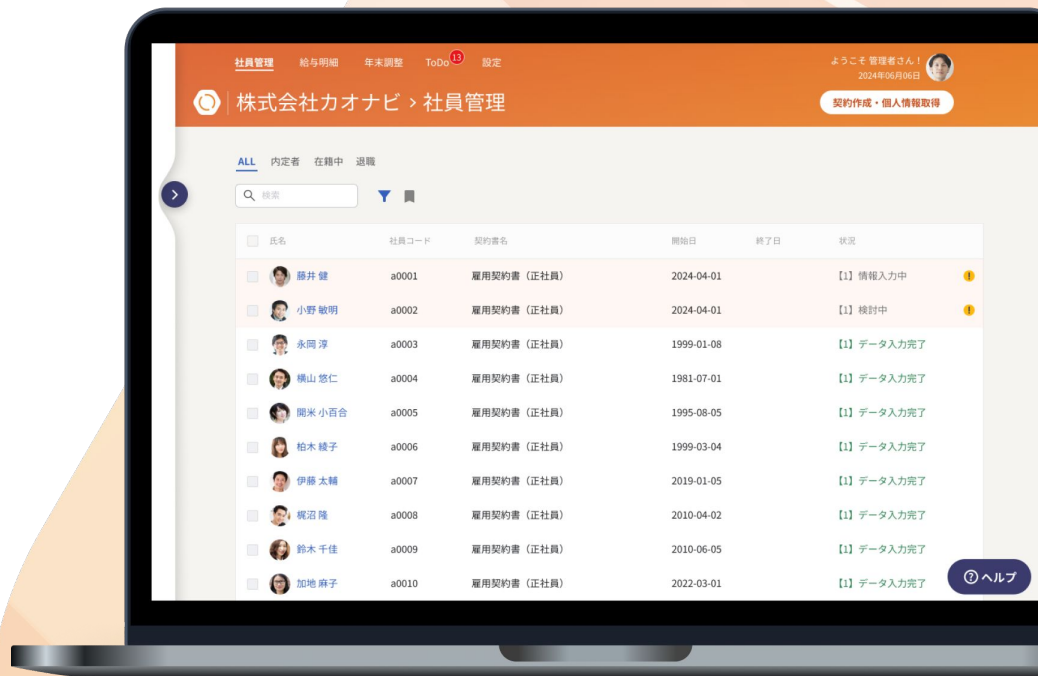 社員管理 給与明細 年末調整 ToDo 13 設定
ようこそ 管理者さん！
2024年06月06日
株式会社カオナビ › 社員管理
契約作成・個人情報取得
ALL 内定者 在籍中 退職
検索
氏名 社員コード 契約書名 開始日 終了日 状況
藤井 健 a0001 雇用契約書（正社員） 2024-04-01 【1】情報入力中 !
小野 敏明 a0002 雇用契約書（正社員） 2024-04-01 【1】検討中 !
永岡 淳 a0003 雇用契約書（正社員） 1999-01-08 【1】データ入力完了
横山 悠仁 a0004 雇用契約書（正社員） 1981-07-01 【1】データ入力完了
開米 小百合 a0005 雇用契約書（正社員） 1995-08-05 【1】データ入力完了
柏木 綾子 a0006 雇用契約書（正社員） 1999-03-04 【1】データ入力完了
伊藤 太輔 a0007 雇用契約書（正社員） 2019-01-05 【1】データ入力完了
梶沼 隆 a0008 雇用契約書（正社員） 2010-04-02 【1】データ入力完了
鈴木 千佳 a0009 雇用契約書（正社員） 2010-06-05 【1】データ入力完了
加地 麻子 a0010 雇用契約書（正社員） 2022-03-01 【1】データ入力完了
?ヘルプ